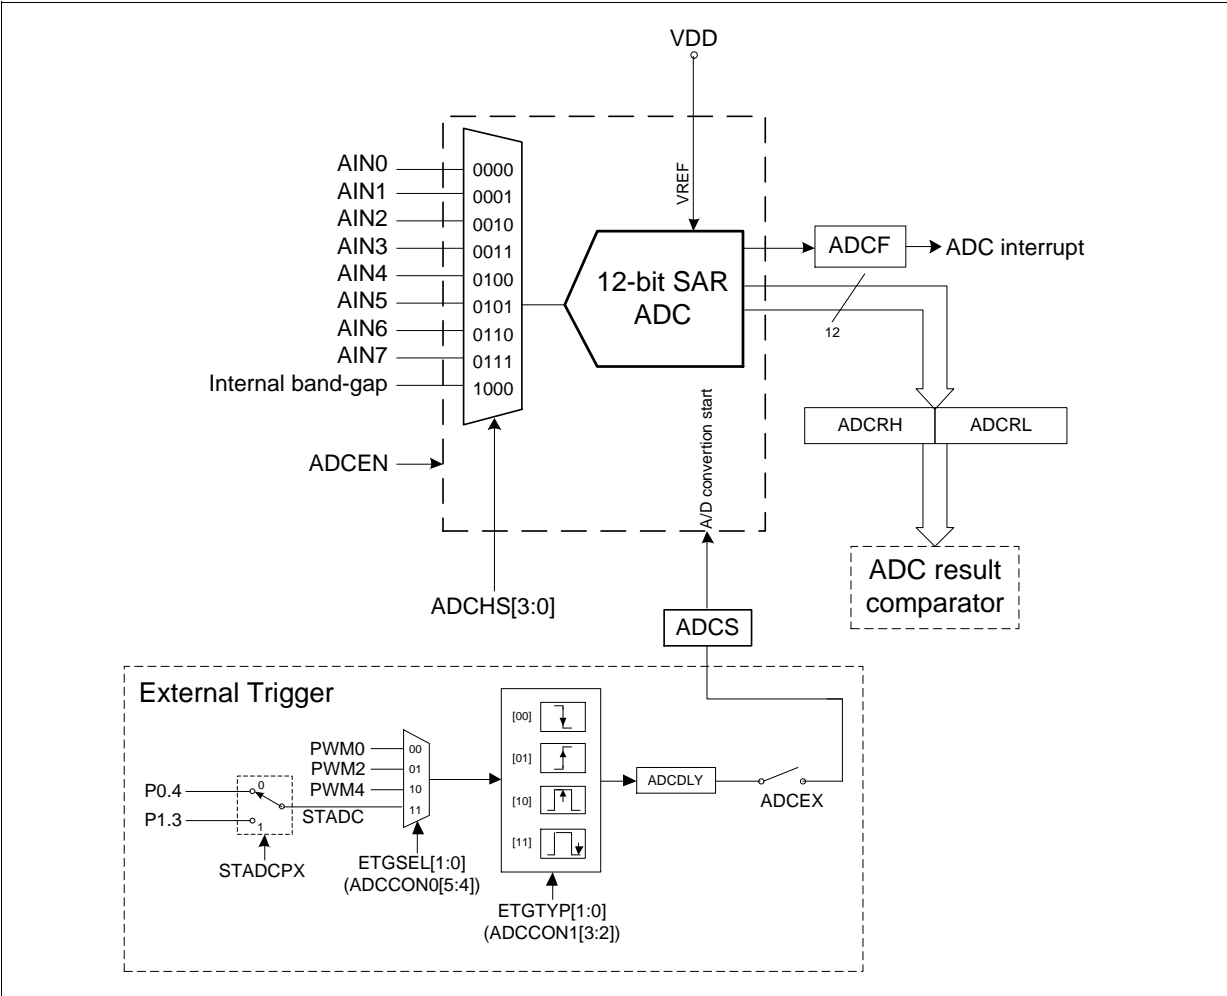 VDD
VREF
AIN0
AIN1
AIN2
AIN3
AIN4
AIN5
AIN6
AIN7
Internal band-gap
0000
0001
0010
0011
0100
0101
0110
0111
1000
ADCEN
12-bit SAR
ADC
ADCF
ADC interrupt
12
ADCRH
ADCRL
ADC result
comparator
A/D convertion start
ADCHS[3:0]
ADCS
External Trigger
P0.4
P1.3
0
1
STADCPX
PWM0
PWM2
PWM4
STADC
00
01
10
11
ETGSEL[1:0]
(ADCCON0[5:4])
[00]
[01]
[10]
[11]
ETGTYP[1:0]
(ADCCON1[3:2])
ADCDLY
ADCEX